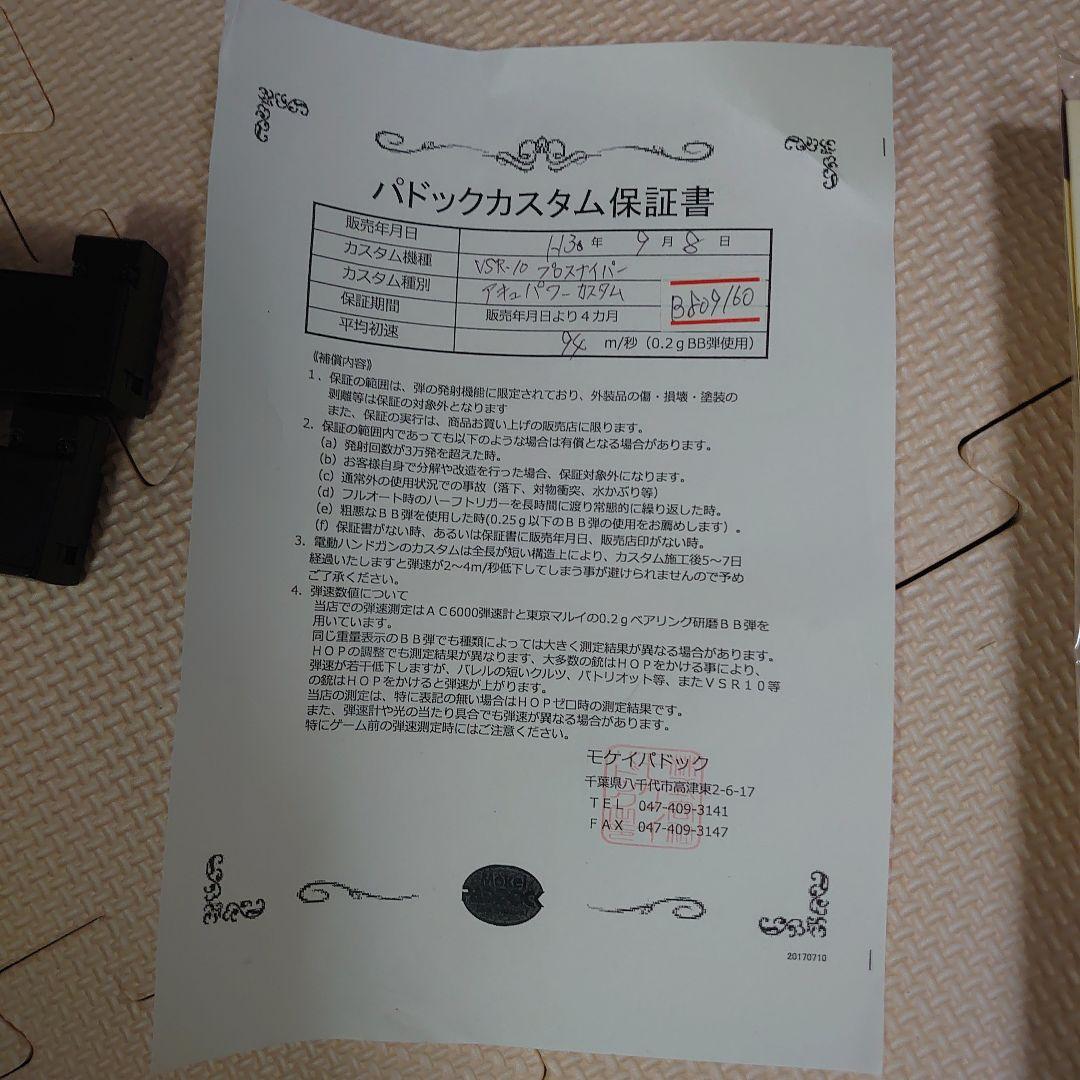 パドックカスタム保証書
販売年月日 H30年 9月 8日
カスタム機種 VSR-10 プロスナイパー
カスタム種別 アキュパワーカスタム
B809160
保証期間 販売年月日より4カ月
平均初速 94 m/秒(0.2gBB弾使用)
《補償内容》
1、保証の範囲は、弾の発射機能に限定されており、外装品の傷・損壊・塗装の
剥離等は保証の対象外となります
また、保証の実行は、商品お買い上げの販売店に限ります。
2．保証の範囲内であっても以下のような場合は有償となる場合があります。
(a) 発射回数が3万発を超えた時。
(b) お客様自身で分解や改造を行った場合、保証対象外になります。
(c) 通常外の使用状況での事故（落下、対物衝突、水かぶり等）
(d) フルオート時のハーフトリガーを長時間に渡り常態的に繰り返した時。
(e) 粗悪なＢＢ弾を使用した時(0.25ｇ以下のＢＢ弾の使用をお薦めします）。
(f) 保証書がない時、あるいは保証書に販売年月日、販売店印がない時。
3．電動ハンドガンのカスタムは全長が短い構造上により、カスタム施工後5～7日
経過いたしますと弾速が2～4m/秒低下してしまう事が避けられませんので予め
ご了承ください。
4．弾速数値について
当店での弾速測定はＡＣ6000弾速計と東京マルイの0.2ｇベアリング研磨ＢＢ弾を
用いています。
同じ重量表示のＢＢ弾でも種類によっては大きく測定結果が異なる場合があります。
ＨＯＰの調整でも測定結果が異なります、大多数の銃はＨＯＰをかける事により、
弾速が若干低下しますが、バレルの短いクルツ、パトリオット等、またＶＳＲ１０等
の銃はＨＯＰをかけると弾速が上がります。
当店の測定は、特に表記の無い場合はＨＯＰゼロ時の測定結果です。
また、弾速計や光の当たり具合でも弾速が異なる場合があります。
特にゲーム前の弾速測定時にはご注意ください。
モケイパドック
千葉県八千代市高津東2-6-17
ＴＥＬ 047-409-3141
ＦＡＸ 047-409-3147
20170710